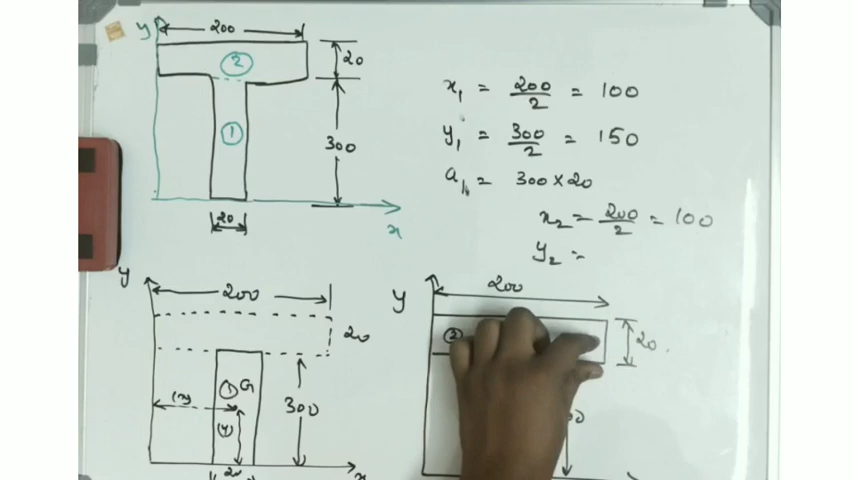 y
200
②
20
①
300
20
x
x₁ = 200/2 = 100
y₁ = 300/2 = 150
a₁ = 300×20
x₂ = 200/2 = 100
y₂ =
y
200
20
① G
(x)
300
(y)
20
x
y
200
②
20